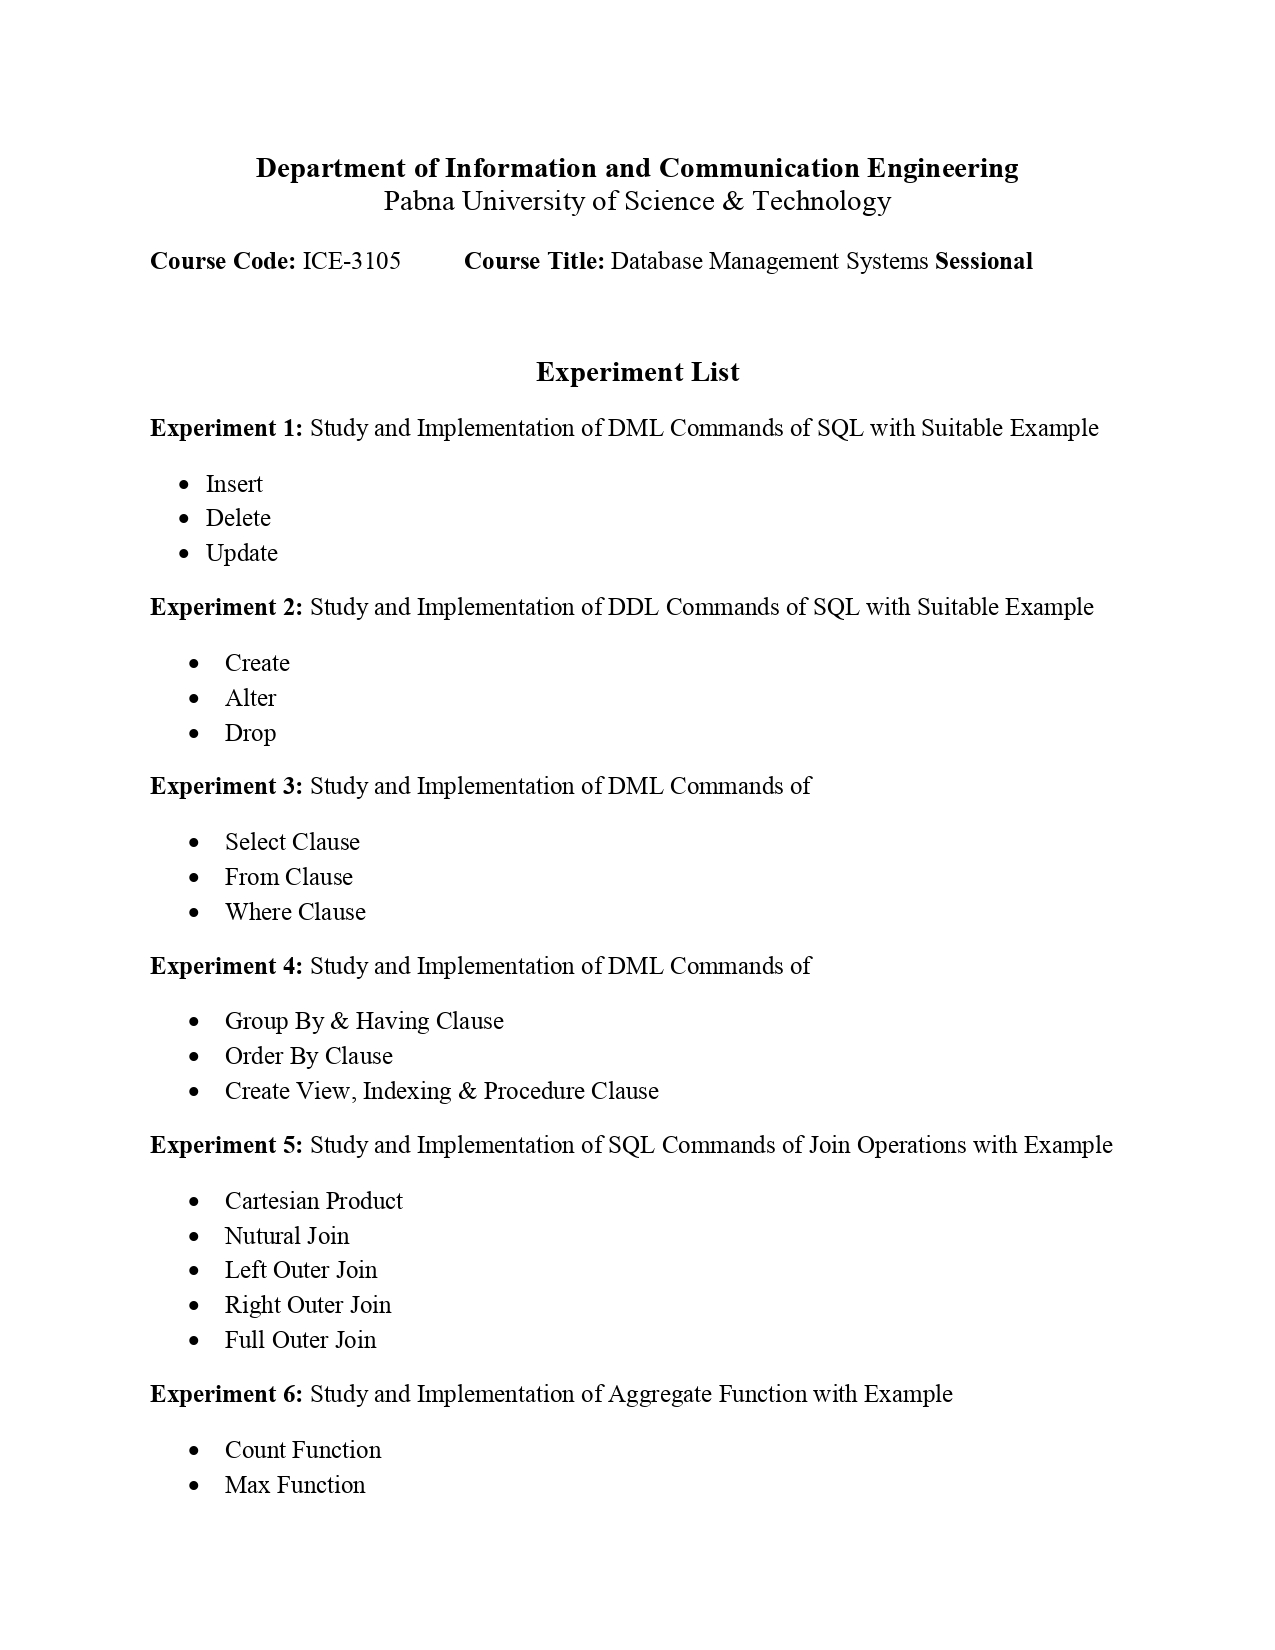 Department of Information and Communication Engineering
Pabna University of Science & Technology
Course Code: ICE-3105 Course Title: Database Management Systems Sessional
Experiment List
Experiment 1: Study and Implementation of DML Commands of SQL with Suitable Example
• Insert
• Delete
• Update
Experiment 2: Study and Implementation of DDL Commands of SQL with Suitable Example
• Create
• Alter
• Drop
Experiment 3: Study and Implementation of DML Commands of
• Select Clause
• From Clause
• Where Clause
Experiment 4: Study and Implementation of DML Commands of
• Group By & Having Clause
• Order By Clause
• Create View, Indexing & Procedure Clause
Experiment 5: Study and Implementation of SQL Commands of Join Operations with Example
• Cartesian Product
• Nutural Join
• Left Outer Join
• Right Outer Join
• Full Outer Join
Experiment 6: Study and Implementation of Aggregate Function with Example
• Count Function
• Max Function